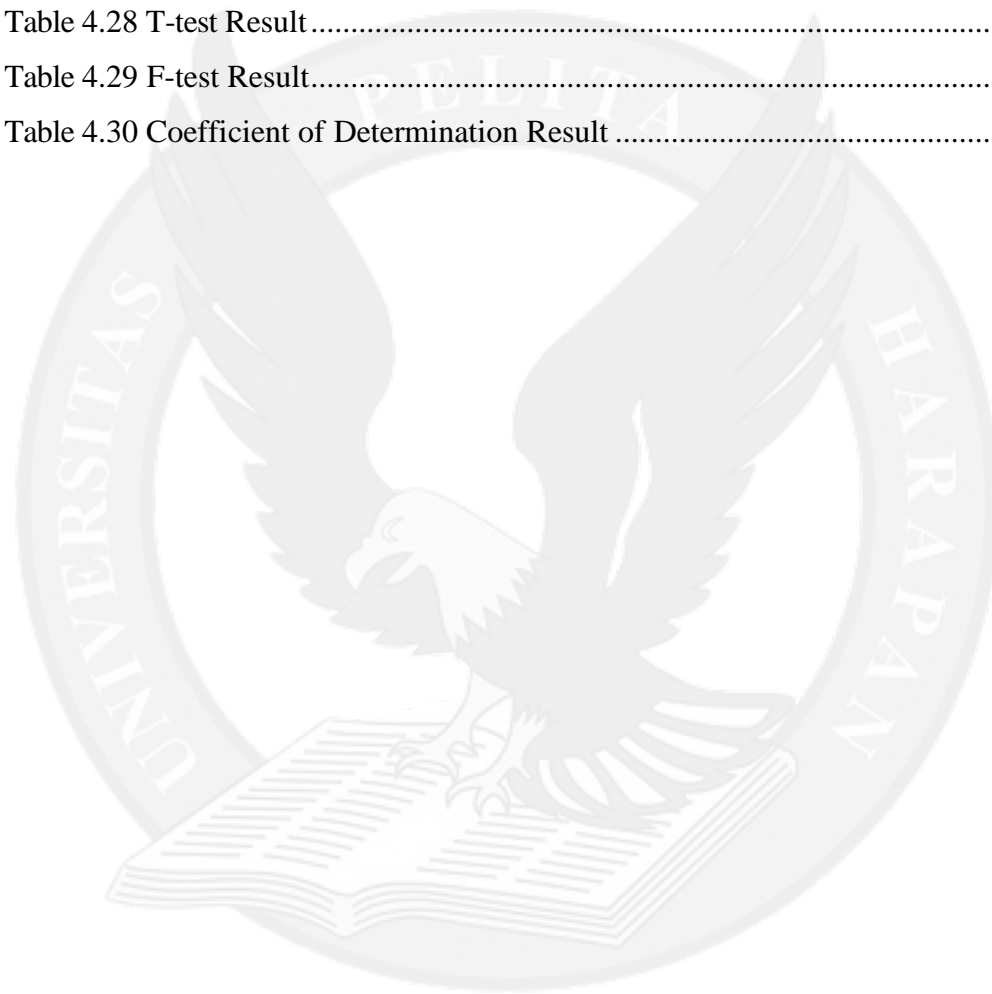 Table 4.28 T-test Result............................................................................
Table 4.29 F-test Result............................................................................
Table 4.30 Coefficient of Determination Result ........................................
UNIVERSITAS PELITA HARAPAN